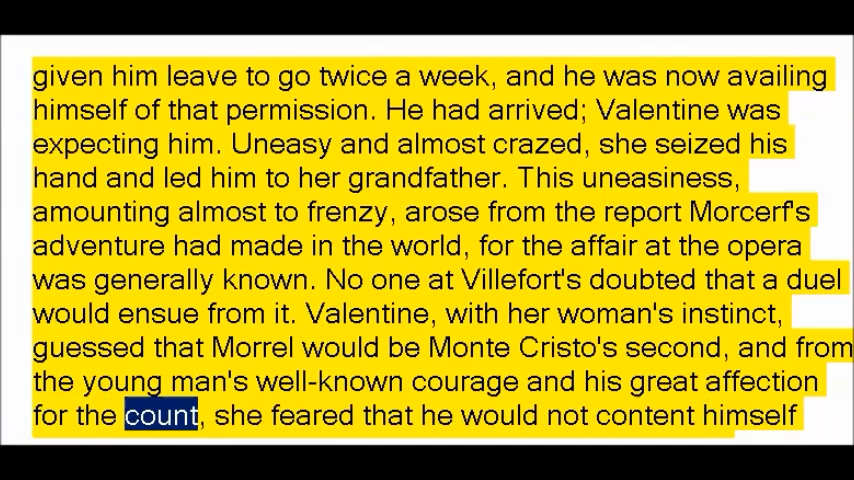 given him leave to go twice a week, and he was now availing
himself of that permission. He had arrived; Valentine was
expecting him. Uneasy and almost crazed, she seized his
hand and led him to her grandfather. This uneasiness,
amounting almost to frenzy, arose from the report Morcerf's
adventure had made in the world, for the affair at the opera
was generally known. No one at Villefort's doubted that a duel
would ensue from it. Valentine, with her woman's instinct,
guessed that Morrel would be Monte Cristo's second, and from
the young man's well-known courage and his great affection
for the count, she feared that he would not content himself